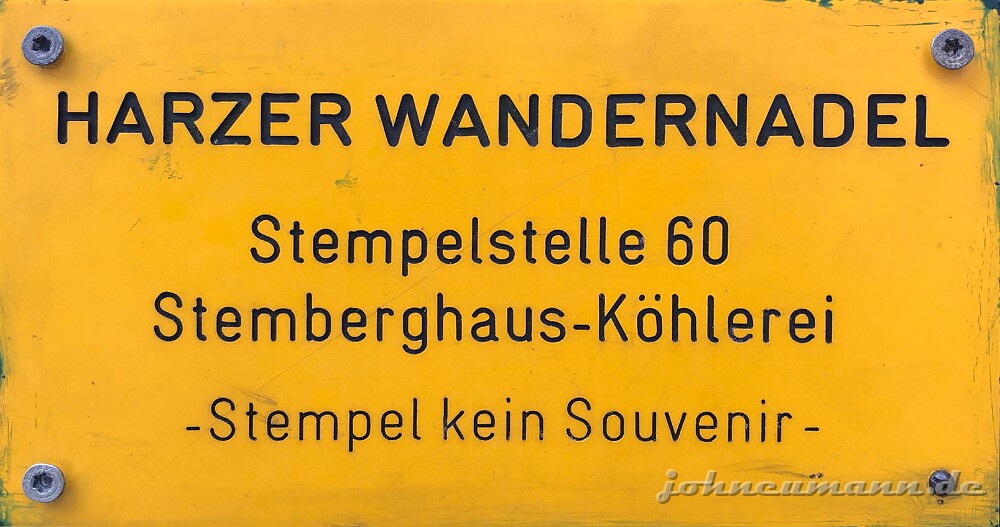 HARZER WANDERNADEL
Stempelstelle 60
Stemberghaus-Köhlerei
-Stempel kein Souvenir-
johneumann.de